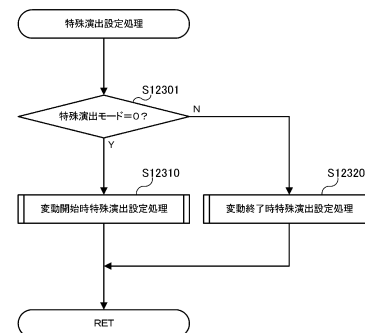 特殊演出設定処理
S12301
特殊演出モード=0?
N
Y
S12310
S12320
変動開始時特殊演出設定処理
変動終了時特殊演出設定処理
RET